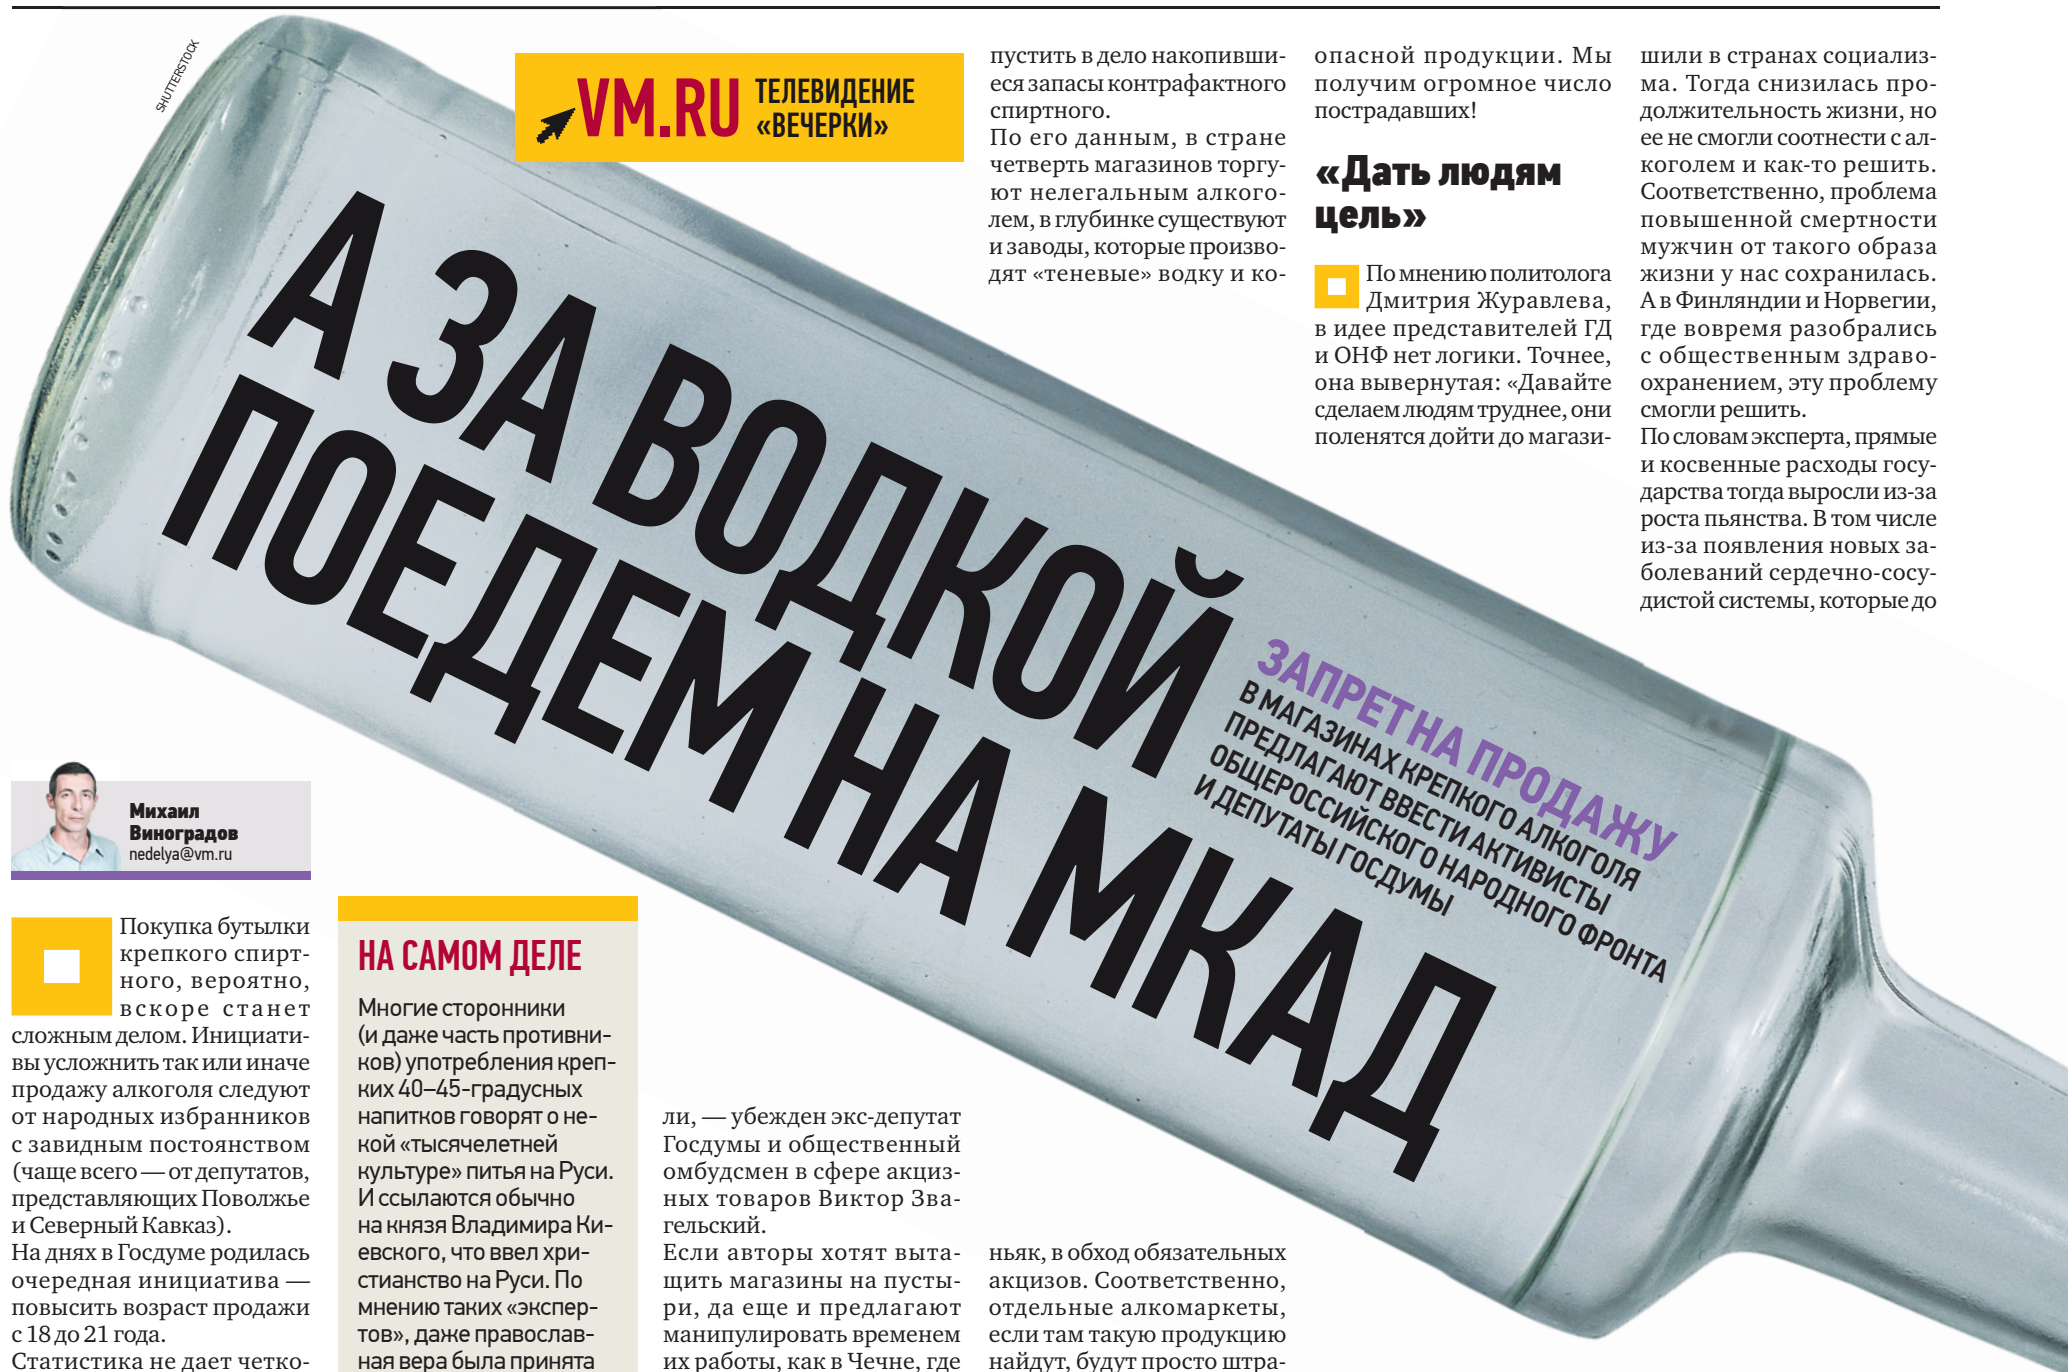 SHUTTERSTOCK
VM.RU
ТЕЛЕВИДЕНИЕ
«ВЕЧЕРКИ»
А ЗА ВОДКОЙ
ПОЕДЕМ НА МКАД
ЗАПРЕТ НА ПРОДАЖУ
В МАГАЗИНАХ КРЕПКОГО АЛКОГОЛЯ
ПРЕДЛАГАЮТ ВВЕСТИ АКТИВИСТЫ
ОБЩЕРОССИЙСКОГО НАРОДНОГО ФРОНТА
И ДЕПУТАТЫ ГОСДУМЫ
Михаил
Виноградов
nedelya@vm.ru
Покупка бутылки
крепкого спирт-
ного, вероятно,
вскоре станет
сложным делом. Инициати-
вы усложнить так или иначе
продажу алкоголя следуют
от народных избранников
с завидным постоянством
(чаще всего — от депутатов,
представляющих Поволжье
и Северный Кавказ).
На днях в Госдуме родилась
очередная инициатива —
повысить возраст продажи
с 18 до 21 года.
Статистика не дает четко-
НА САМОМ ДЕЛЕ
Многие сторонники
(и даже часть противни-
ков) употребления креп-
ких 40–45-градусных
напитков говорят о не-
кой «тысячелетней
культуре» питья на Руси.
И ссылаются обычно
на князя Владимира Ки-
евского, что ввел хри-
стианство на Руси. По
мнению таких «экспер-
тов», даже православ-
ная вера была принята
ли, — убежден экс-депутат
Госдумы и общественный
омбудсмен в сфере акциз-
ных товаров Виктор Зва-
гельский.
Если авторы хотят выта-
щить магазины на пусты-
ри, да еще и предлагают
манипулировать временем
их работы, как в Чечне, где
пустить в дело накопивши-
еся запасы контрафактного
спиртного.
По его данным, в стране
четверть магазинов торгу-
ют нелегальным алкого-
лем, в глубинке существуют
и заводы, которые произво-
дят «теневые» водку и ко-
ньяк, в обход обязательных
акцизов. Соответственно,
отдельные алкомаркеты,
если там такую продукцию
найдут, будут просто штра-
опасной продукции. Мы
получим огромное число
пострадавших!
«Дать людям
цель»
По мнению политолога
Дмитрия Журавлева,
в идее представителей ГД
и ОНФ нет логики. Точнее,
она вывернутая: «Давайте
сделаем людям труднее, они
поленятся дойти до магази-
шили в странах социализ-
ма. Тогда снизилась про-
должительность жизни, но
ее не смогли соотнести с ал-
коголем и как-то решить.
Соответственно, проблема
повышенной смертности
мужчин от такого образа
жизни у нас сохранилась.
А в Финляндии и Норвегии,
где вовремя разобрались
с общественным здраво-
охранением, эту проблему
смогли решить.
По словам эксперта, прямые
и косвенные расходы госу-
дарства тогда выросли из-за
роста пьянства. В том числе
из-за появления новых за-
болеваний сердечно-сосу-
дистой системы, которые до